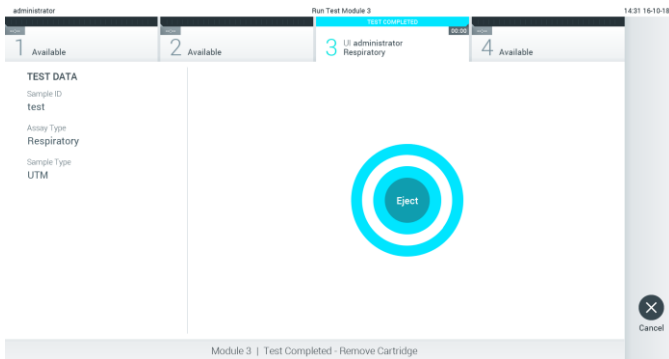 administrator
Run Test Module 3
14:31 16-10-18
TEST COMPLETED
--:--
--:--
00:00
--:--
1 Available
2 Available
3 UI administrator
Respiratory
4 Available
TEST DATA
Sample ID
test
Assay Type
Respiratory
Sample Type
UTM
Eject
Cancel
Module 3 | Test Completed - Remove Cartridge